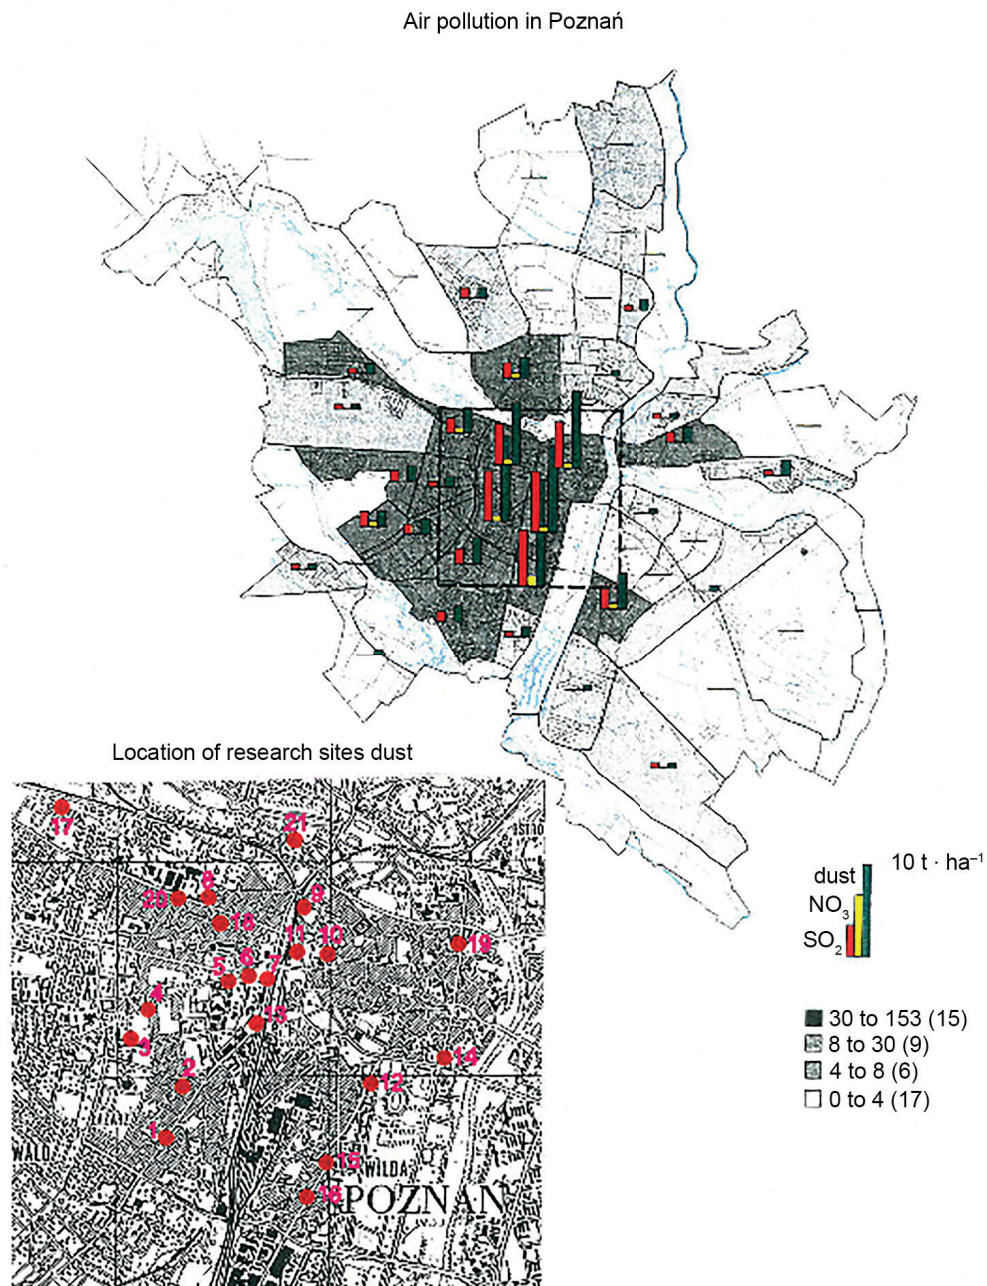 Air pollution in Poznań
Location of research sites dust
17
21
8
20
9
18
11
10
19
5
6
7
4
13
3
14
2
12
1
15
WILDA
16
POZNAŃ
10 t · ha⁻¹
dust
NO₃
SO₂
30 to 153 (15)
8 to 30 (9)
4 to 8 (6)
0 to 4 (17)